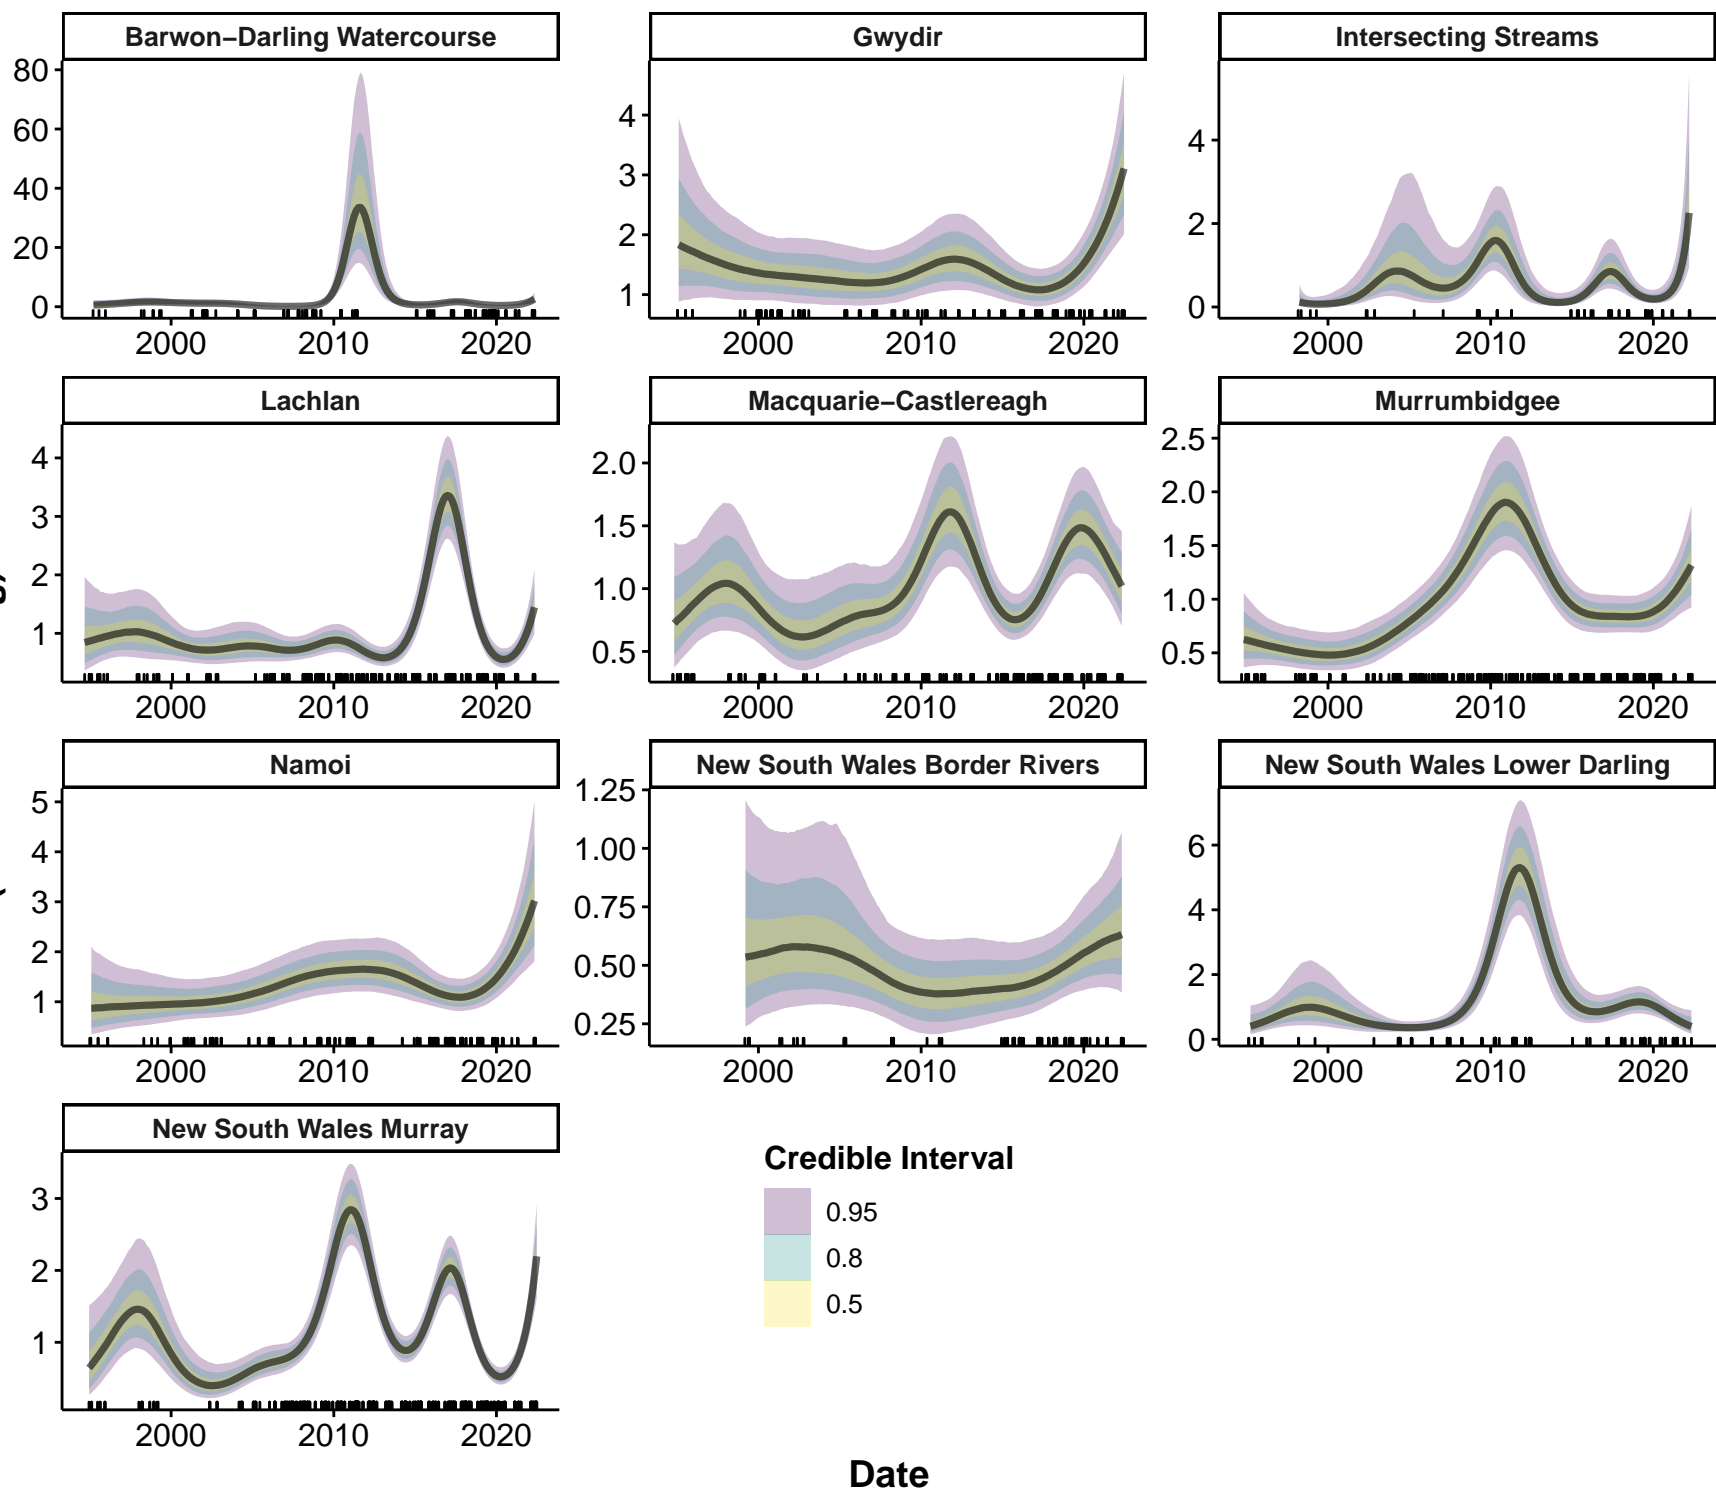 Barwon–Darling Watercourse
Gwydir
Intersecting Streams
80
60
40
20
0
4
3
2
1
4
2
0
2000 2010 2020
2000 2010 2020
2000 2010 2020
Lachlan
Macquarie–Castlereagh
Murrumbidgee
4
3
2
1
2.0
1.5
1.0
0.5
2.5
2.0
1.5
1.0
0.5
2000 2010 2020
2000 2010 2020
2000 2010 2020
Namoi
New South Wales Border Rivers
New South Wales Lower Darling
5
4
3
2
1
1.25
1.00
0.75
0.50
0.25
6
4
2
0
2000 2010 2020
2000 2010 2020
2000 2010 2020
New South Wales Murray
3
2
1
2000 2010 2020
Credible Interval
0.95
0.8
0.5
Date